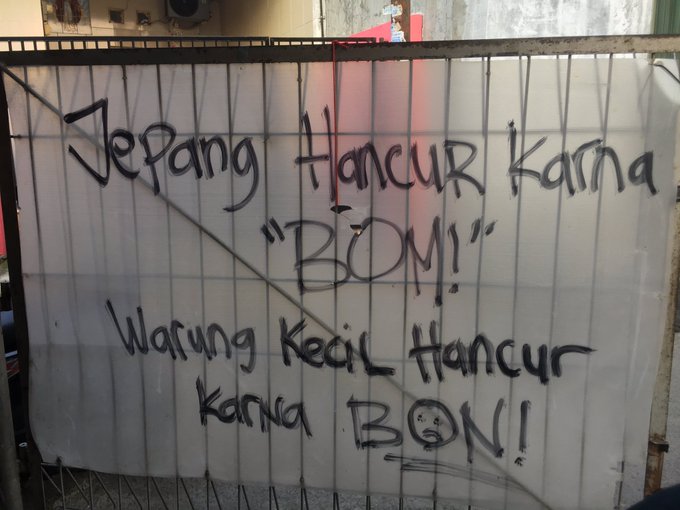 Jepang Hancur Karna
"BOM!"
Warung Kecil Hancur
Karna BON!